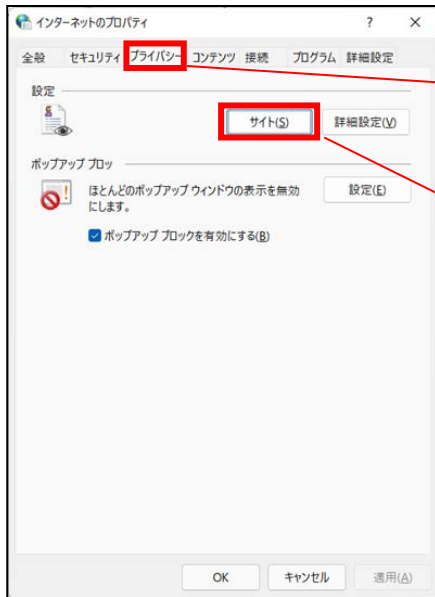 インターネットのプロパティ ? ×
全般 セキュリティ プライバシー コンテンツ 接続 プログラム 詳細設定
設定
サイト(S) 詳細設定(V)
ポップアップ ブロッ
ほとんどのポップアップ ウィンドウの表示を無効 設定(E)
にします。
ポップアップ ブロックを有効にする(B)
OK キャンセル 適用(A)